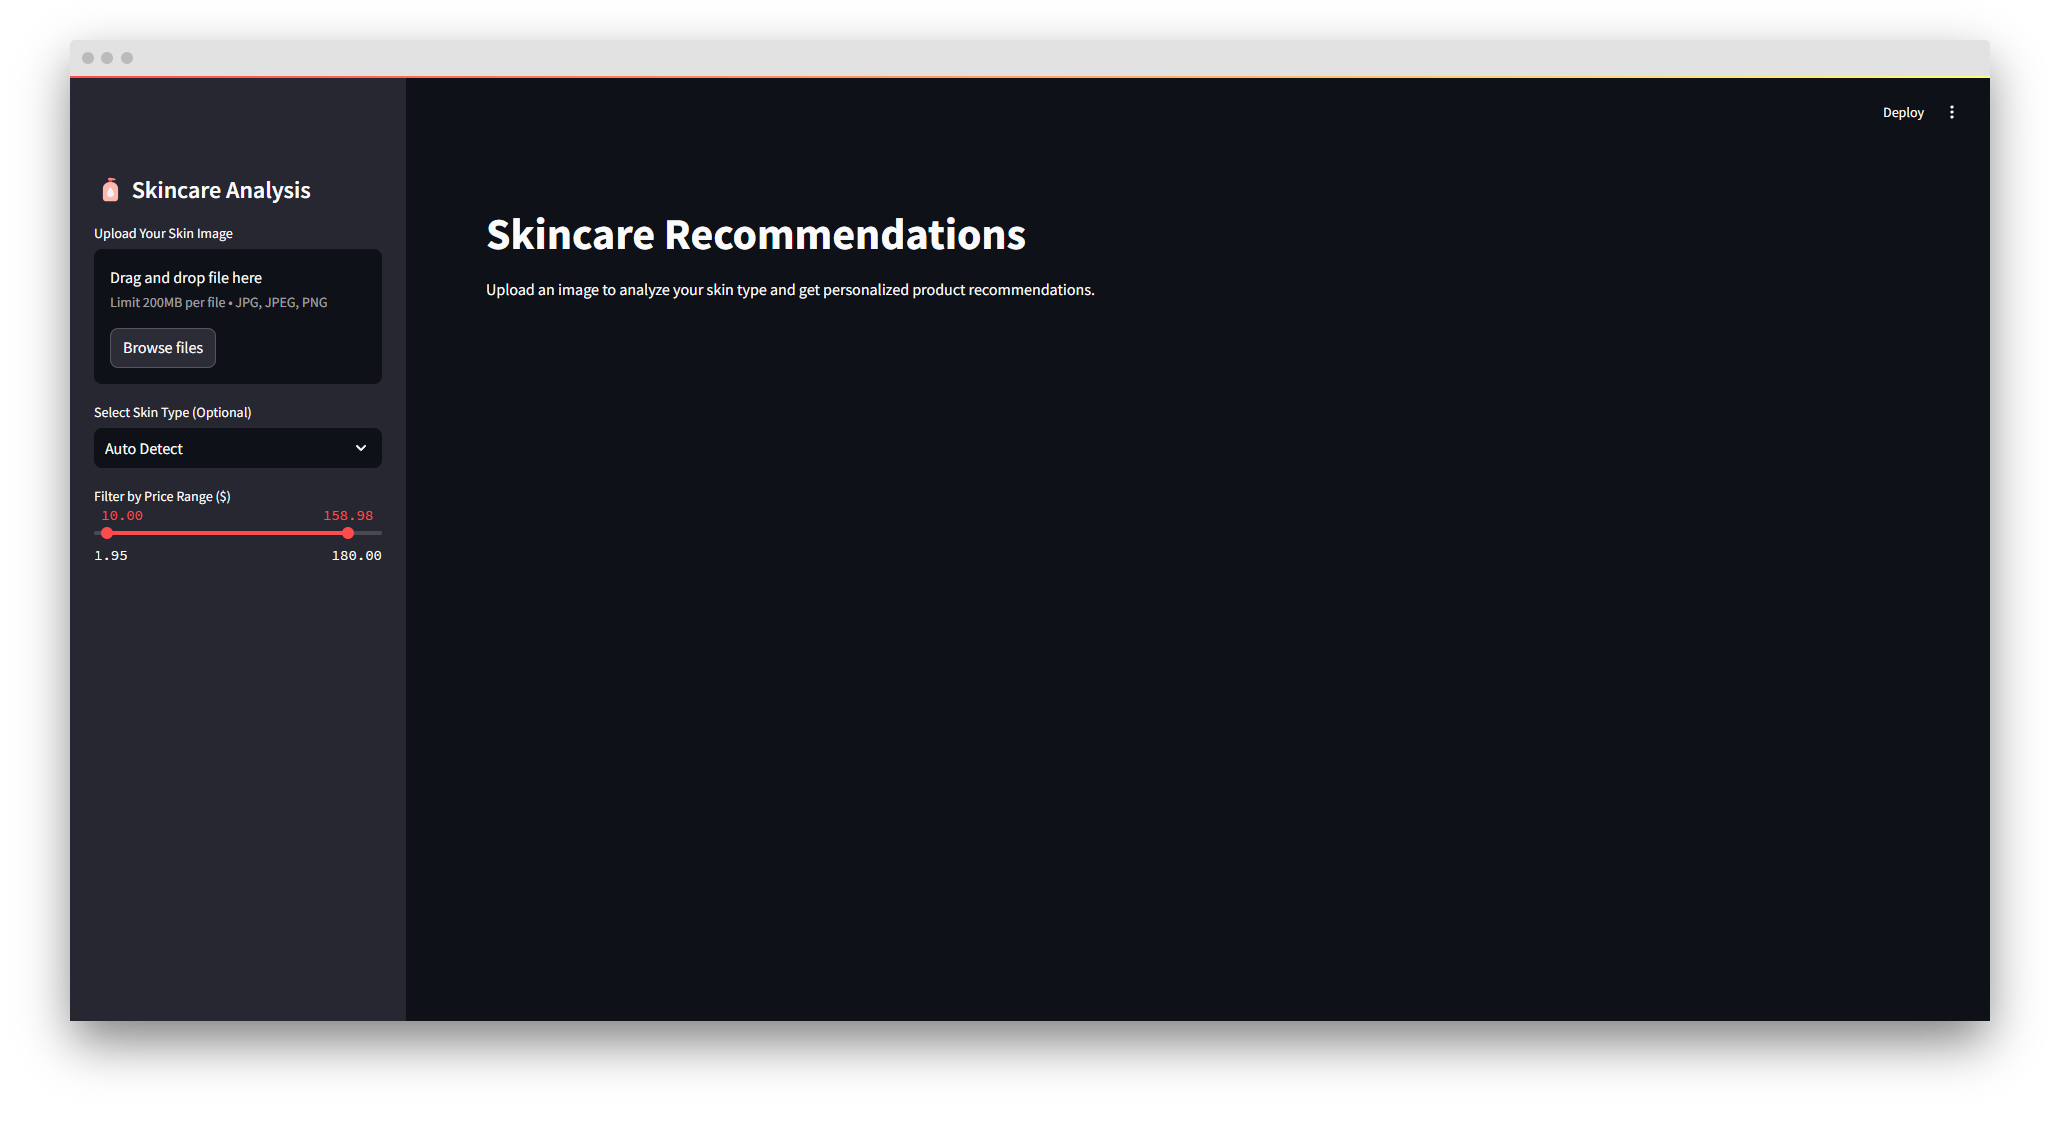 Deploy
Skincare Analysis
Upload Your Skin Image
Drag and drop file here
Limit 200MB per file • JPG, JPEG, PNG
Browse files
Select Skin Type (Optional)
Auto Detect
Filter by Price Range ($)
10.00 158.98
1.95 180.00
Skincare Recommendations
Upload an image to analyze your skin type and get personalized product recommendations.